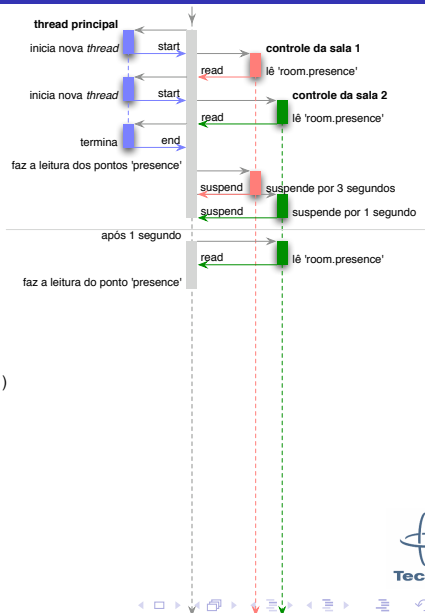 thread principal
inicia nova thread
start
controle da sala 1
read
lê 'room.presence'
inicia nova thread
start
controle da sala 2
read
lê 'room.presence'
termina
end
faz a leitura dos pontos 'presence'
suspend
suspende por 3 segundos
suspend
suspende por 1 segundo
após 1 segundo
read
lê 'room.presence'
faz a leitura do ponto 'presence'
)
Tec